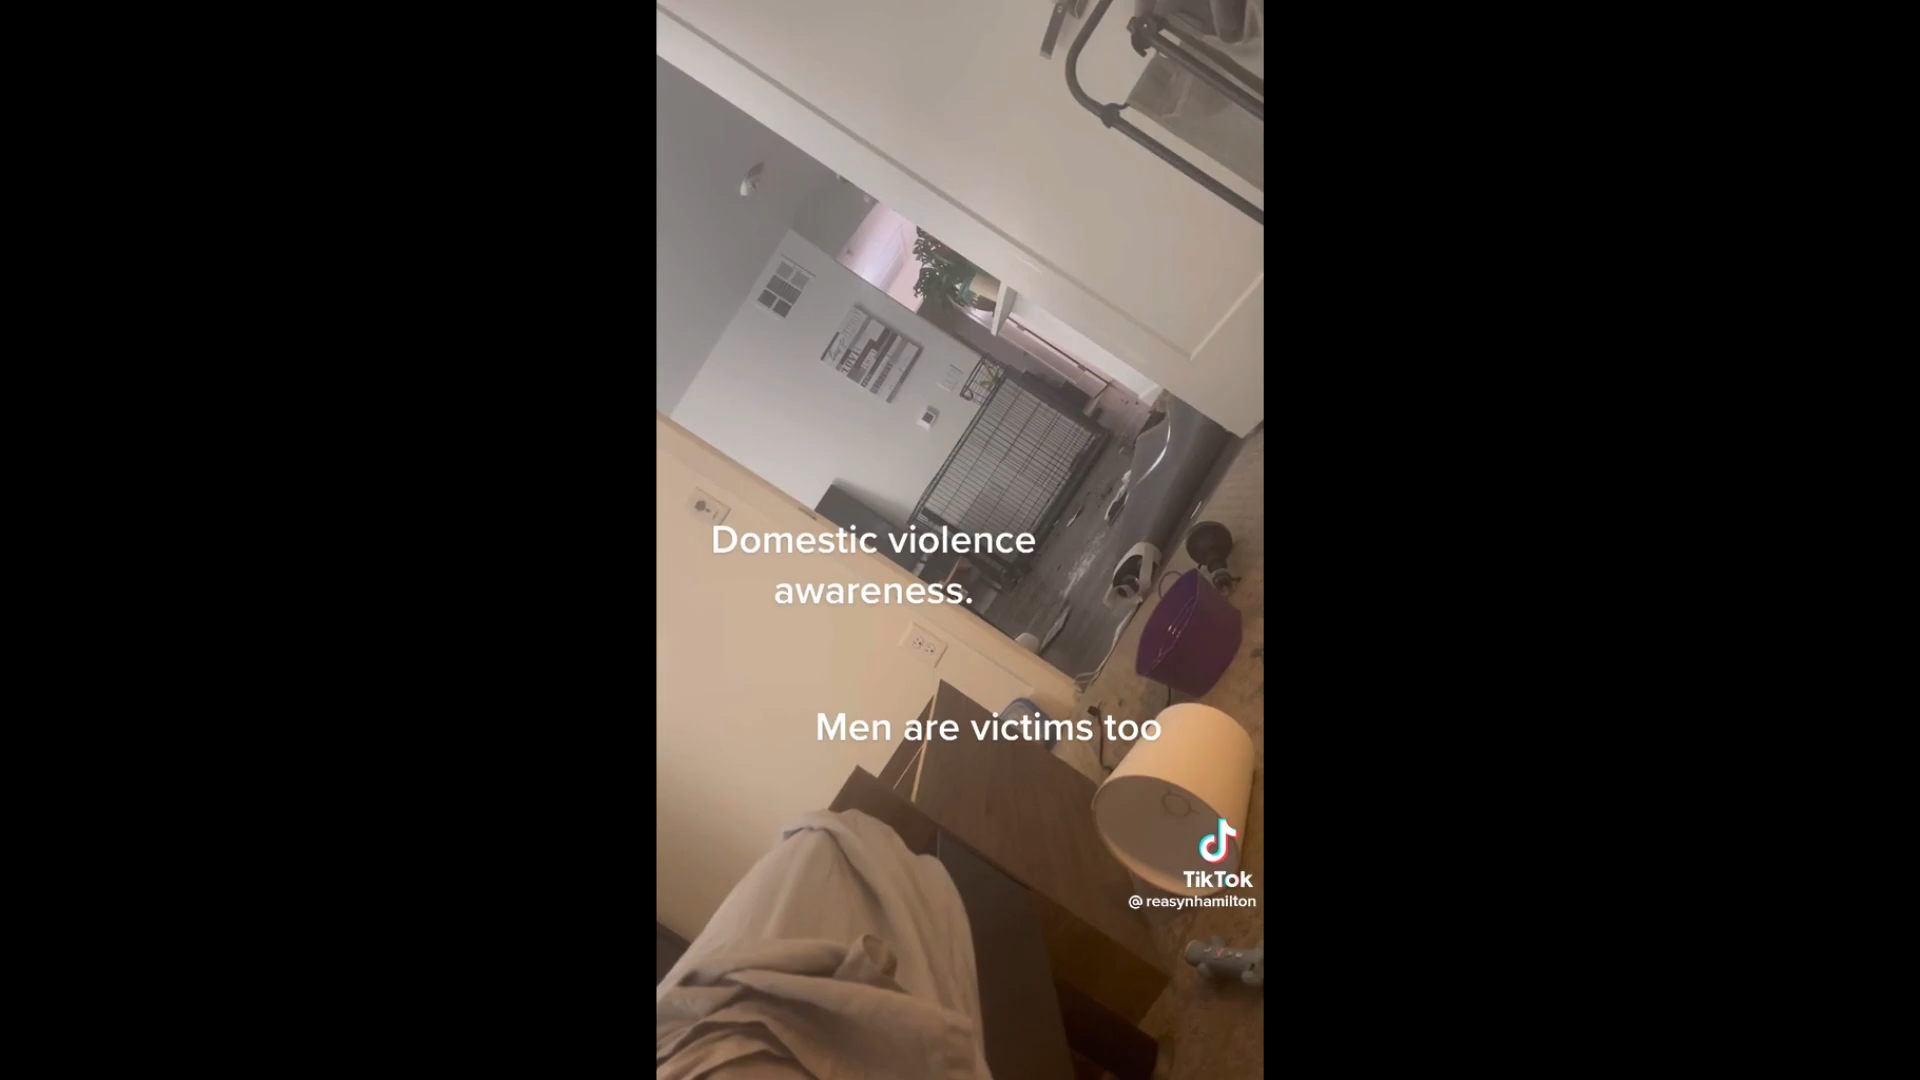 Domestic violence
awareness.
Men are victims too
TikTok
@reasynhamilton